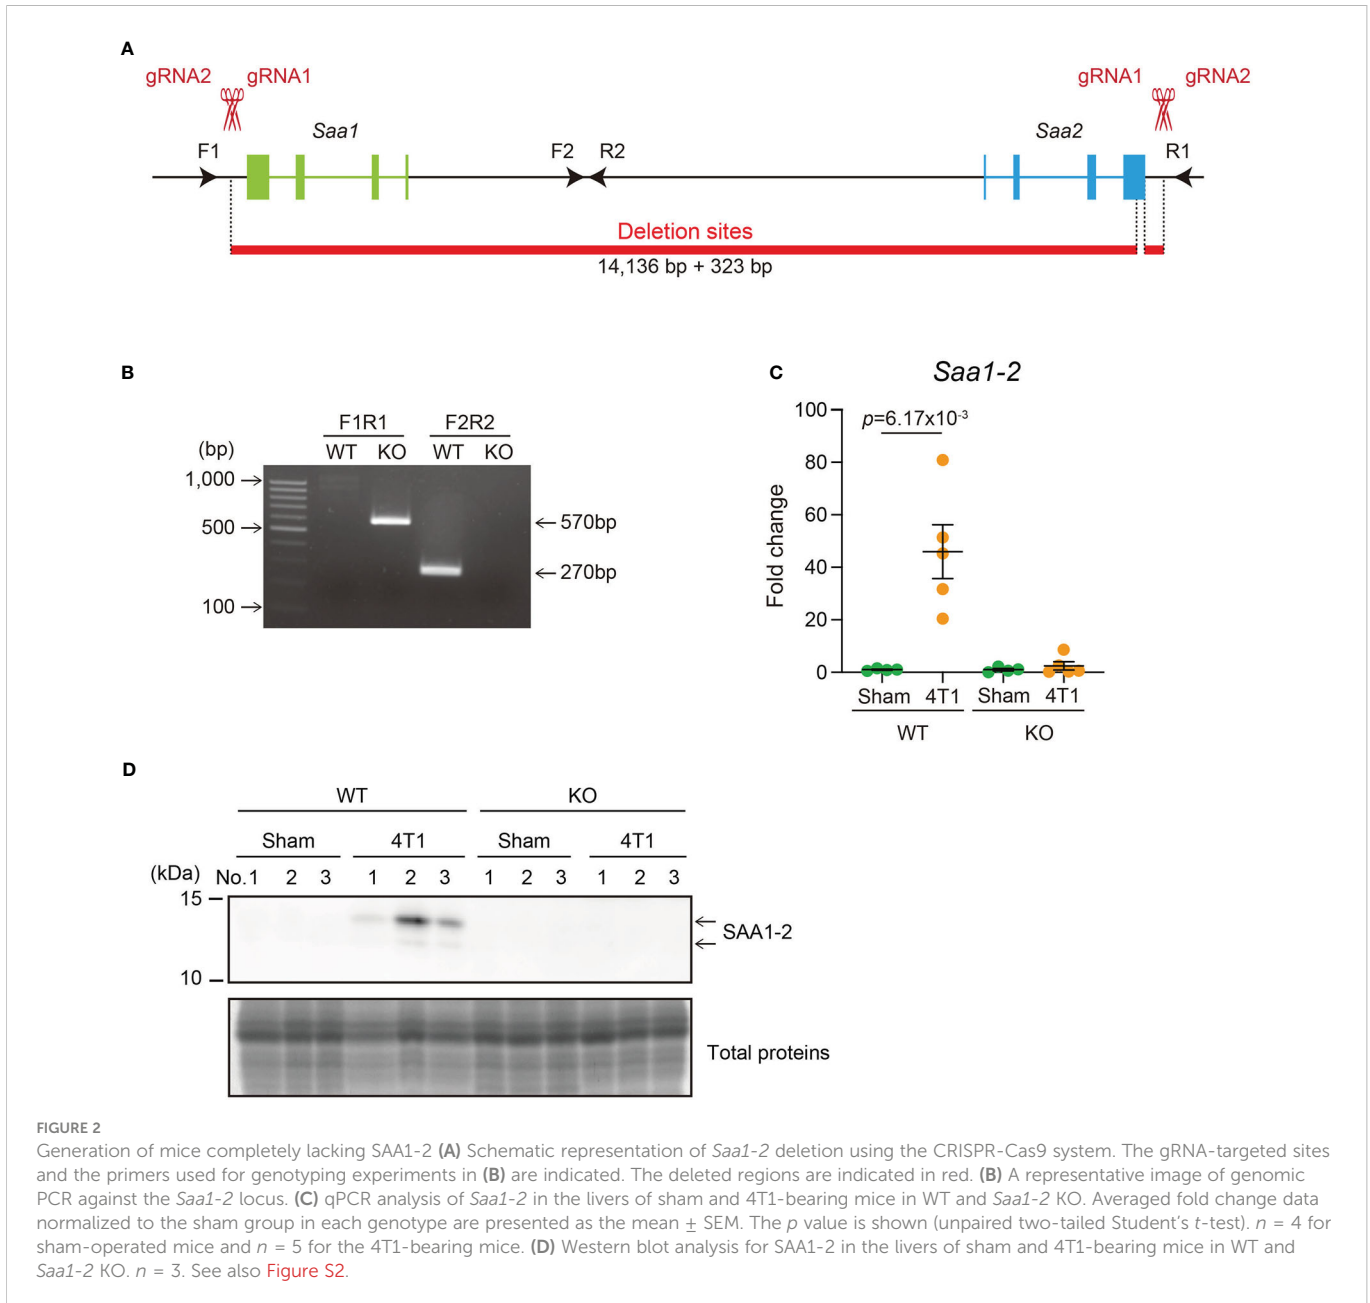 A
gRNA2 gRNA1
gRNA1 gRNA2
Saa1
Saa2
F1
F2 R2
R1
Deletion sites
14,136 bp + 323 bp
B
F1R1 F2R2
(bp) WT KO WT KO
1,000
500
100
570bp
270bp
C
Saa1-2
p=6.17x10-3
Fold change
100
80
60
40
20
0
Sham 4T1 Sham 4T1
WT KO
D
WT KO
Sham 4T1 Sham 4T1
(kDa) No.1 2 3 1 2 3 1 2 3 1 2 3
15
10
SAA1-2
Total proteins
FIGURE 2
Generation of mice completely lacking SAA1-2 (A) Schematic representation of Saa1-2 deletion using the CRISPR-Cas9 system. The gRNA-targeted sites
and the primers used for genotyping experiments in (B) are indicated. The deleted regions are indicated in red. (B) A representative image of genomic
PCR against the Saa1-2 locus. (C) qPCR analysis of Saa1-2 in the livers of sham and 4T1-bearing mice in WT and Saa1-2 KO. Averaged fold change data
normalized to the sham group in each genotype are presented as the mean ± SEM. The p value is shown (unpaired two-tailed Student's t-test). n = 4 for
sham-operated mice and n = 5 for the 4T1-bearing mice. (D) Western blot analysis for SAA1-2 in the livers of sham and 4T1-bearing mice in WT and
Saa1-2 KO. n = 3. See also Figure S2.